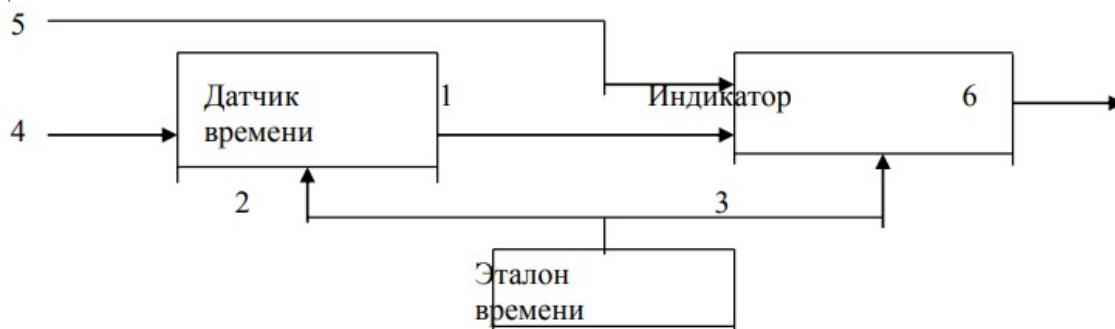 5
Датчик 1 Индикатор 6
4 времени
2 3
Эталон
времени